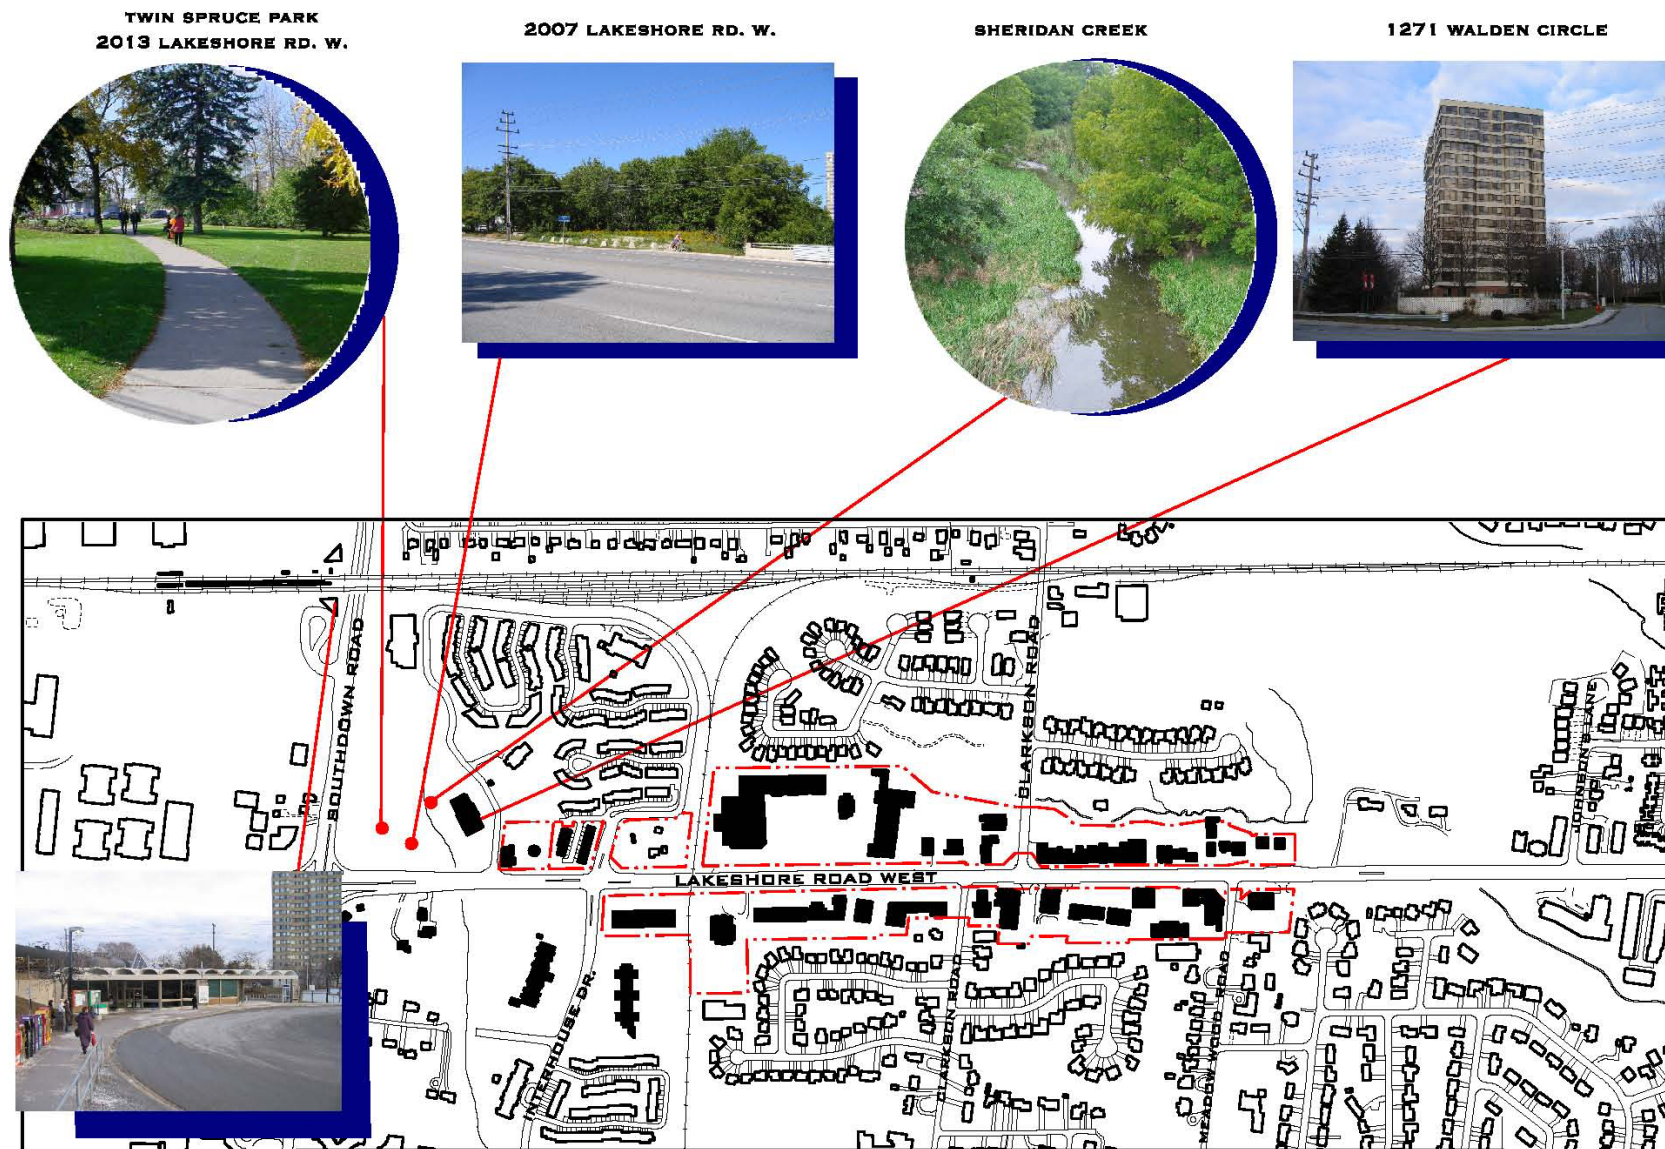 TWIN SPRUCE PARK
2013 LAKESHORE RD. W.
2007 LAKESHORE RD. W.
SHERIDAN CREEK
1271 WALDEN CIRCLE
SOUTHDOWN ROAD
CLARKSON ROAD
JOHNSON'S LANE
LAKESHORE ROAD WEST
INTERHOUSE DR.
CLARKSON ROAD
MEADOW WOOD ROAD